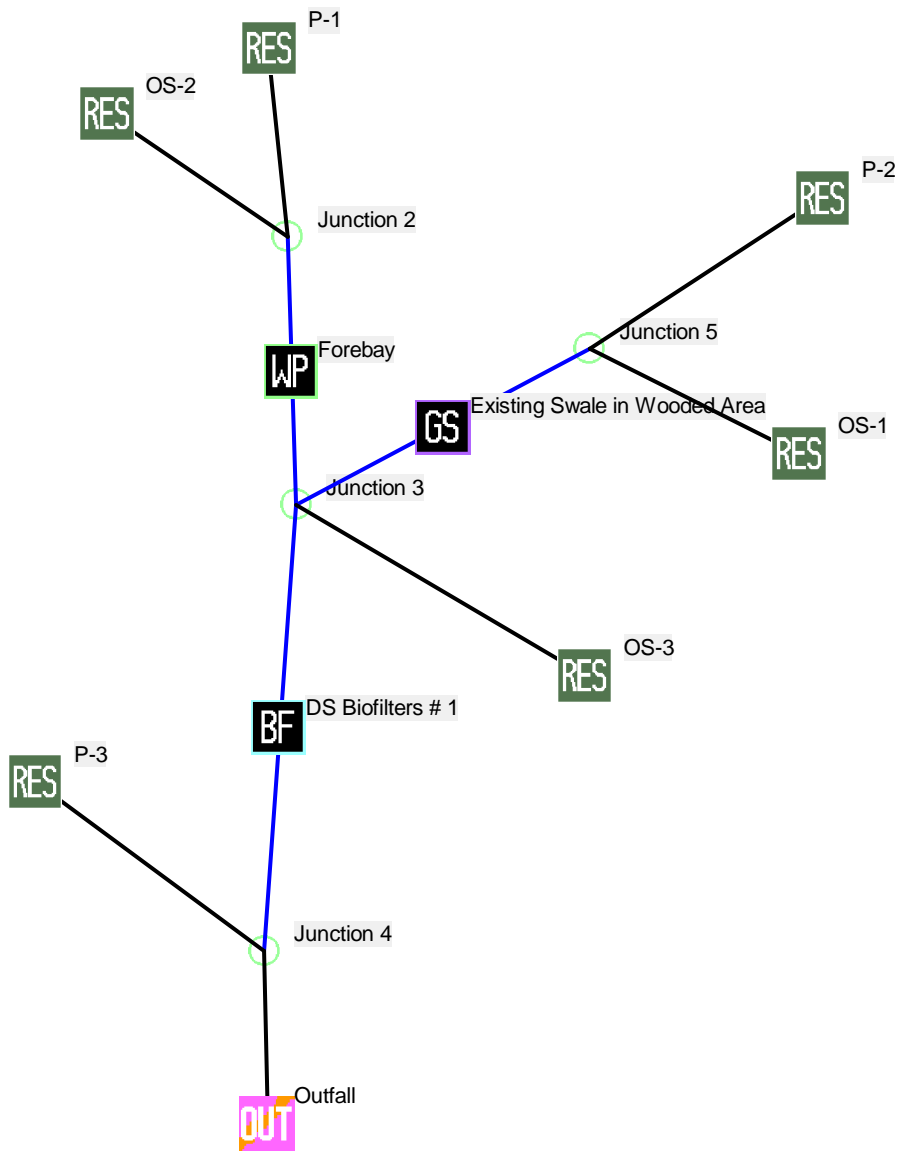 P-1
RES
OS-2
RES
P-2
RES
Junction 2
Junction 5
Forebay
WP
Existing Swale in Wooded Area
GS
OS-1
RES
Junction 3
OS-3
RES
DS Biofilters # 1
BF
P-3
RES
Junction 4
Outfall
OUT